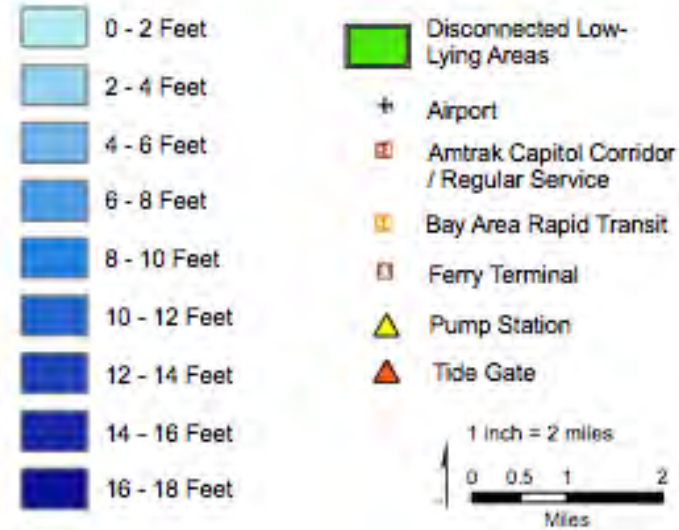 0 - 2 Feet
2 - 4 Feet
4 - 6 Feet
6 - 8 Feet
8 - 10 Feet
10 - 12 Feet
12 - 14 Feet
14 - 16 Feet
16 - 18 Feet
Disconnected Low-
Lying Areas
Airport
Amtrak Capitol Corridor
/ Regular Service
Bay Area Rapid Transit
Ferry Terminal
Pump Station
Tide Gate
1 inch = 2 miles
0 0.5 1 2
Miles